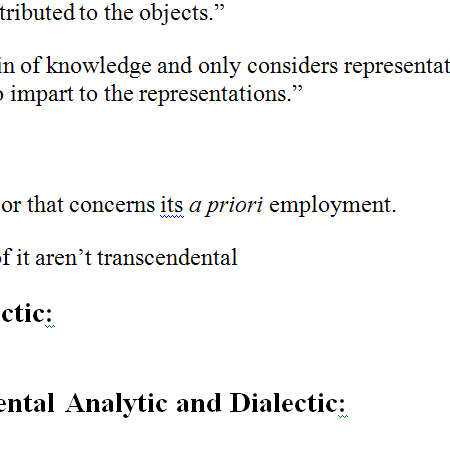 tributed to the objects.”
in of knowledge and only considers representat
o impart to the representations.”
or that concerns its a priori employment.
of it aren’t transcendental
ctic:
ental Analytic and Dialectic: